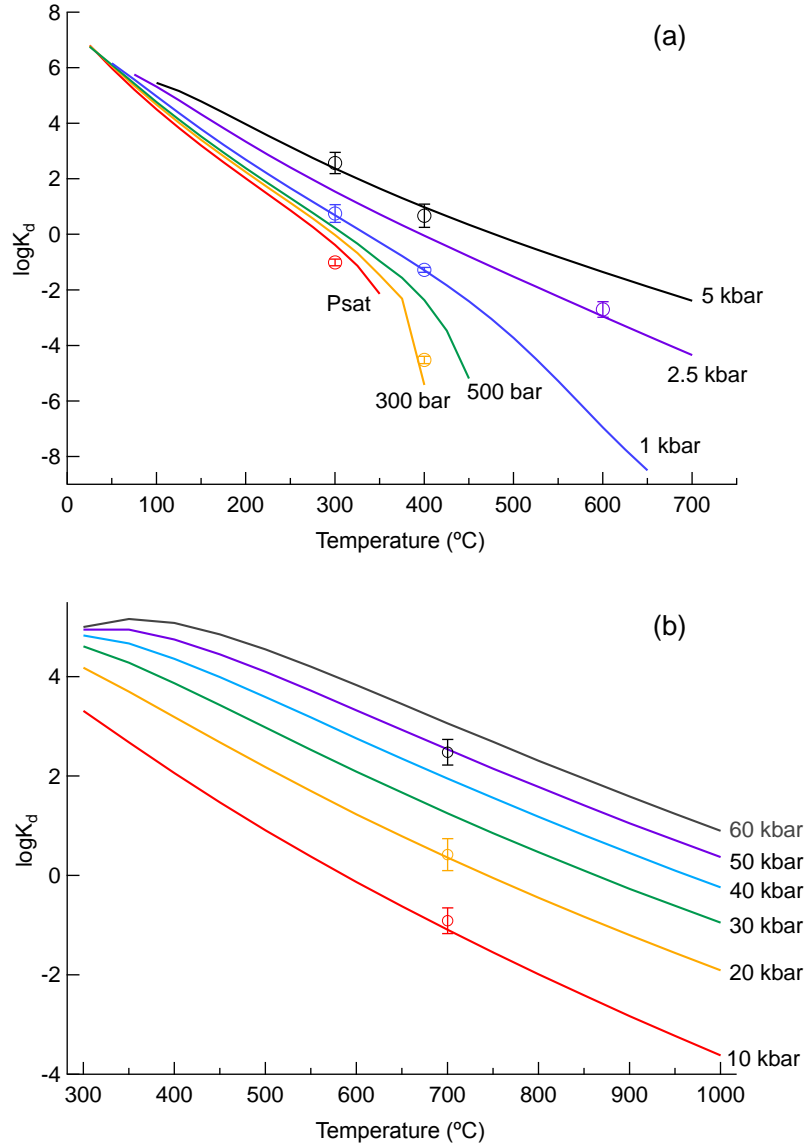 (a)
8
6
4
2
0
-2
-4
-6
-8
logK_d
Psat
300 bar
500 bar
1 kbar
2.5 kbar
5 kbar
0 100 200 300 400 500 600 700
Temperature (ºC)
(b)
4
2
0
-2
-4
logK_d
60 kbar
50 kbar
40 kbar
30 kbar
20 kbar
10 kbar
300 400 500 600 700 800 900 1000
Temperature (ºC)